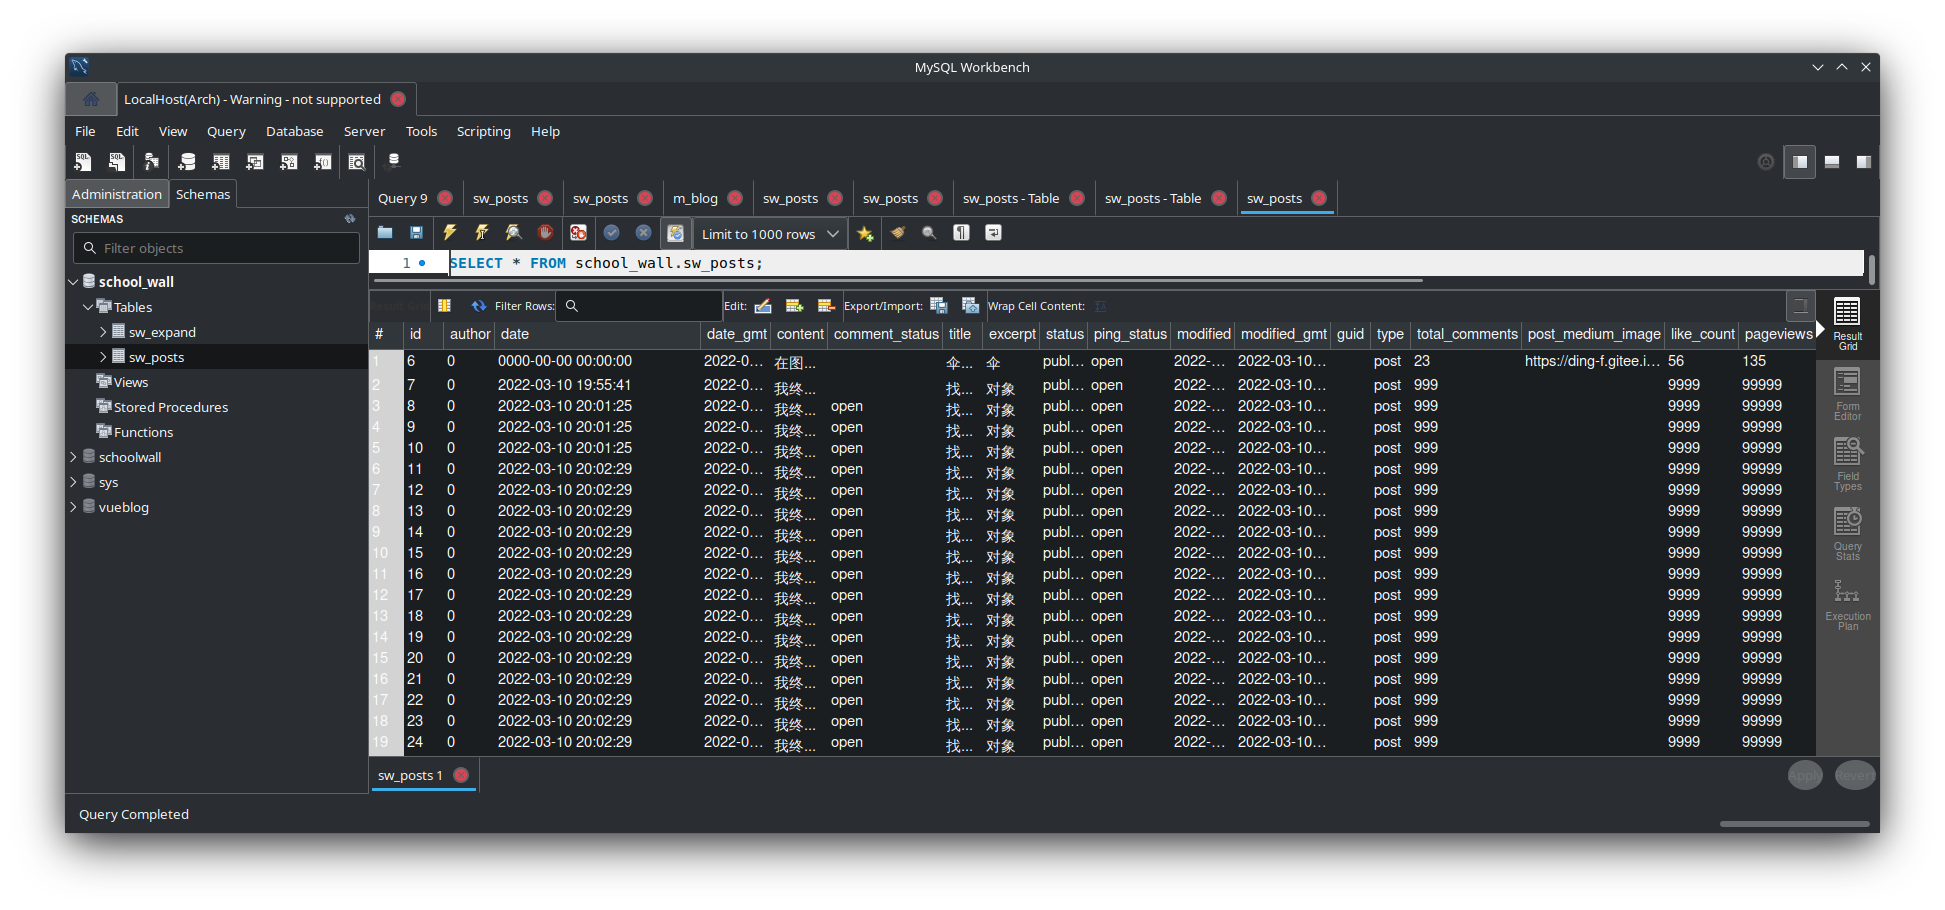 MySQL Workbench
LocalHost(Arch) - Warning - not supported
File Edit View Query Database Server Tools Scripting Help
Administration Schemas
Query 9 sw_posts sw_posts m_blog sw_posts sw_posts sw_posts - Table sw_posts - Table sw_posts
SCHEMAS
Limit to 1000 rows
Filter objects
1 SELECT * FROM school_wall.sw_posts;
school_wall
Tables
sw_expand
sw_posts
Views
Stored Procedures
Functions
schoolwall
sys
vueblog
Filter Rows: Edit: Export/Import: Wrap Cell Content:
# id author date date_gmt content comment_status title excerpt status ping_status modified modified_gmt guid type total_comments post_medium_image like_count pageviews
1 6 0 0000-00-00 00:00:00 2022-0... 在图... 伞... 伞 publ... open 2022-... 2022-03-10... post 23 https://ding-f.gitee.i... 56 135
2 7 0 2022-03-10 19:55:41 2022-0... 我终... 找... 对象 publ... open 2022-... 2022-03-10... post 999 9999 99999
3 8 0 2022-03-10 20:01:25 2022-0... 我终... open 找... 对象 publ... open 2022-... 2022-03-10... post 999 9999 99999
4 9 0 2022-03-10 20:01:25 2022-0... 我终... open 找... 对象 publ... open 2022-... 2022-03-10... post 999 9999 99999
5 10 0 2022-03-10 20:01:25 2022-0... 我终... open 找... 对象 publ... open 2022-... 2022-03-10... post 999 9999 99999
6 11 0 2022-03-10 20:02:29 2022-0... 我终... open 找... 对象 publ... open 2022-... 2022-03-10... post 999 9999 99999
7 12 0 2022-03-10 20:02:29 2022-0... 我终... open 找... 对象 publ... open 2022-... 2022-03-10... post 999 9999 99999
8 13 0 2022-03-10 20:02:29 2022-0... 我终... open 找... 对象 publ... open 2022-... 2022-03-10... post 999 9999 99999
9 14 0 2022-03-10 20:02:29 2022-0... 我终... open 找... 对象 publ... open 2022-... 2022-03-10... post 999 9999 99999
10 15 0 2022-03-10 20:02:29 2022-0... 我终... open 找... 对象 publ... open 2022-... 2022-03-10... post 999 9999 99999
11 16 0 2022-03-10 20:02:29 2022-0... 我终... open 找... 对象 publ... open 2022-... 2022-03-10... post 999 9999 99999
12 17 0 2022-03-10 20:02:29 2022-0... 我终... open 找... 对象 publ... open 2022-... 2022-03-10... post 999 9999 99999
13 18 0 2022-03-10 20:02:29 2022-0... 我终... open 找... 对象 publ... open 2022-... 2022-03-10... post 999 9999 99999
14 19 0 2022-03-10 20:02:29 2022-0... 我终... open 找... 对象 publ... open 2022-... 2022-03-10... post 999 9999 99999
15 20 0 2022-03-10 20:02:29 2022-0... 我终... open 找... 对象 publ... open 2022-... 2022-03-10... post 999 9999 99999
16 21 0 2022-03-10 20:02:29 2022-0... 我终... open 找... 对象 publ... open 2022-... 2022-03-10... post 999 9999 99999
17 22 0 2022-03-10 20:02:29 2022-0... 我终... open 找... 对象 publ... open 2022-... 2022-03-10... post 999 9999 99999
18 23 0 2022-03-10 20:02:29 2022-0... 我终... open 找... 对象 publ... open 2022-... 2022-03-10... post 999 9999 99999
19 24 0 2022-03-10 20:02:29 2022-0... 我终... open 找... 对象 publ... open 2022-... 2022-03-10... post 999 9999 99999
Result
Grid
Form
Editor
Field
Types
Query
Stats
Execution
Plan
sw_posts 1
Apply Revert
Query Completed